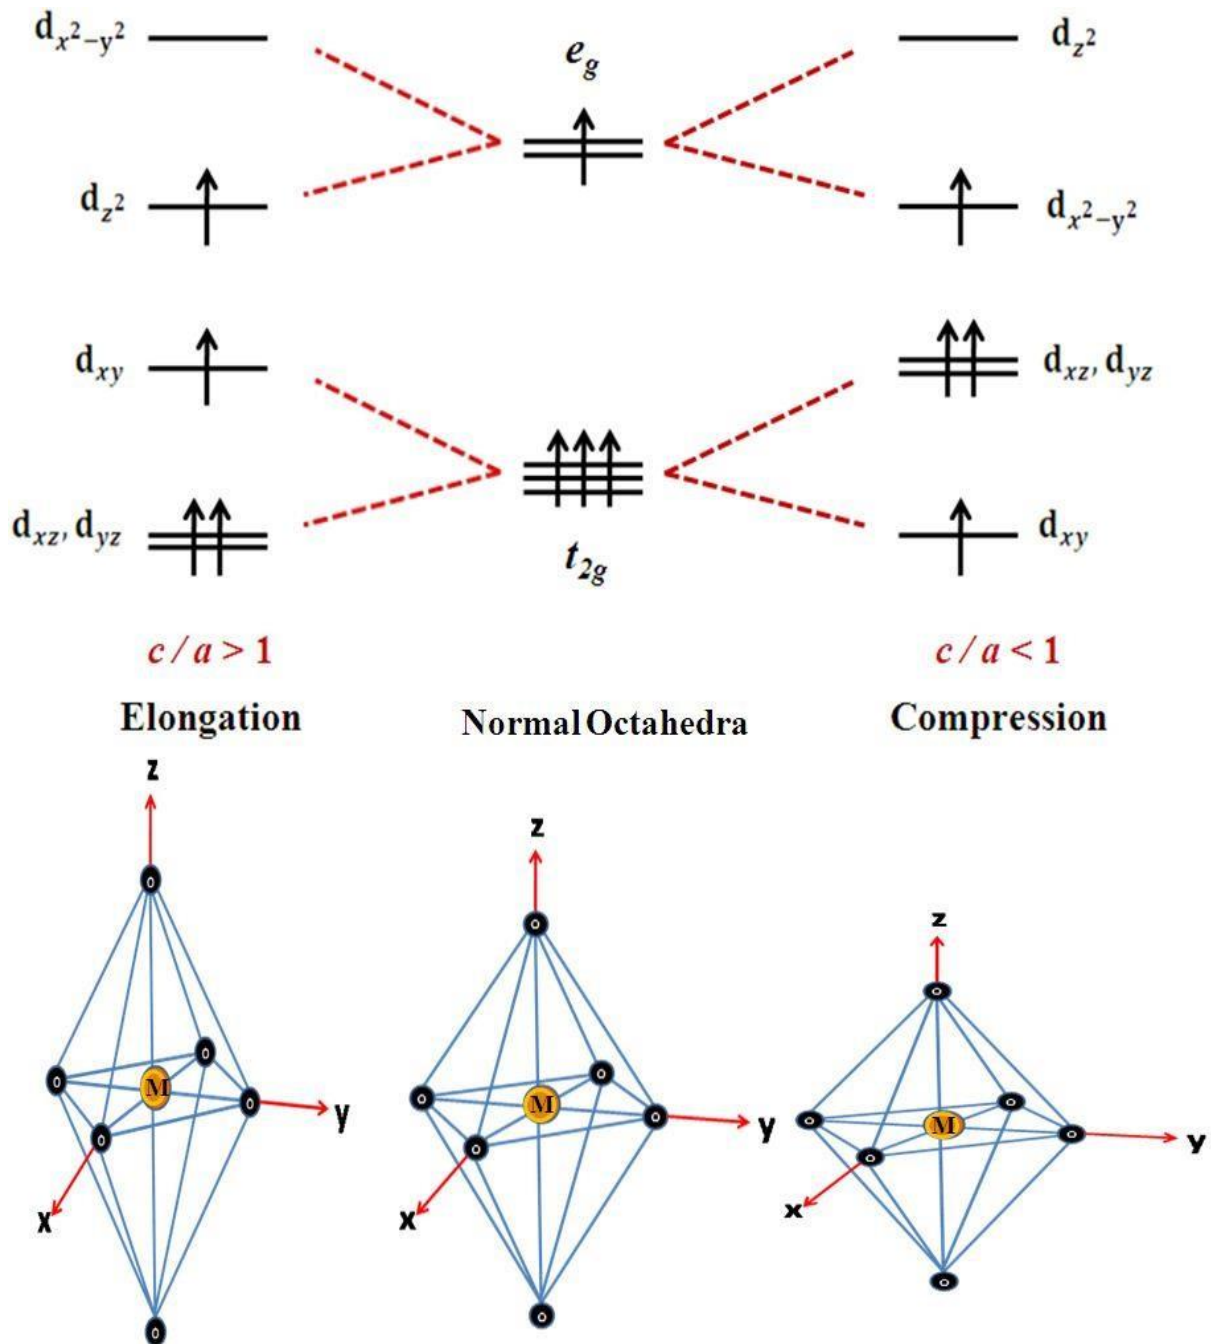 d_{x²−y²} e_g d_{z²}
d_{z²} d_{x²−y²}
d_{xy} d_{xz}, d_{yz}
d_{xz}, d_{yz} t_{2g} d_{xy}
c / a > 1 c / a < 1
Elongation Normal Octahedra Compression
z z z
o o o
o o M o y
o x
o
o o M o y
o x
o
o o M o y
o x
o